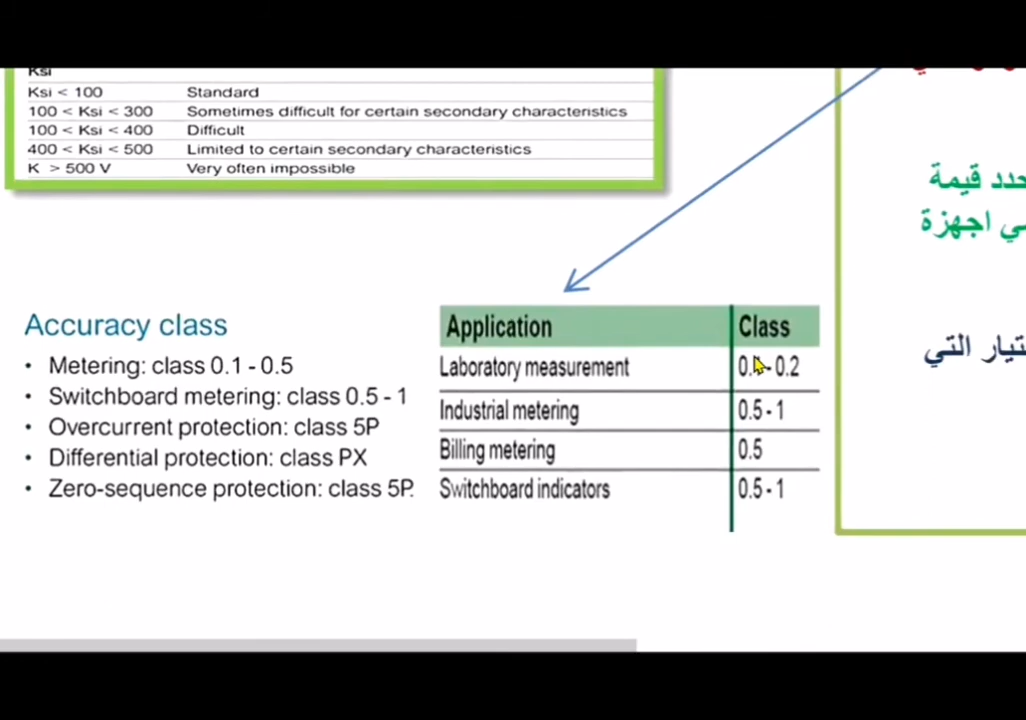 Ksi
Ksi < 100 Standard
100 < Ksi < 300 Sometimes difficult for certain secondary characteristics
100 < Ksi < 400 Difficult
400 < Ksi < 500 Limited to certain secondary characteristics
K > 500 V Very often impossible
قيمة
اجهزة
التي
Accuracy class
• Metering: class 0.1 - 0.5
• Switchboard metering: class 0.5 - 1
• Overcurrent protection: class 5P
• Differential protection: class PX
• Zero-sequence protection: class 5P.
Application Class
Laboratory measurement - 0.2
Industrial metering 0.5 - 1
Billing metering 0.5
Switchboard indicators 0.5 - 1